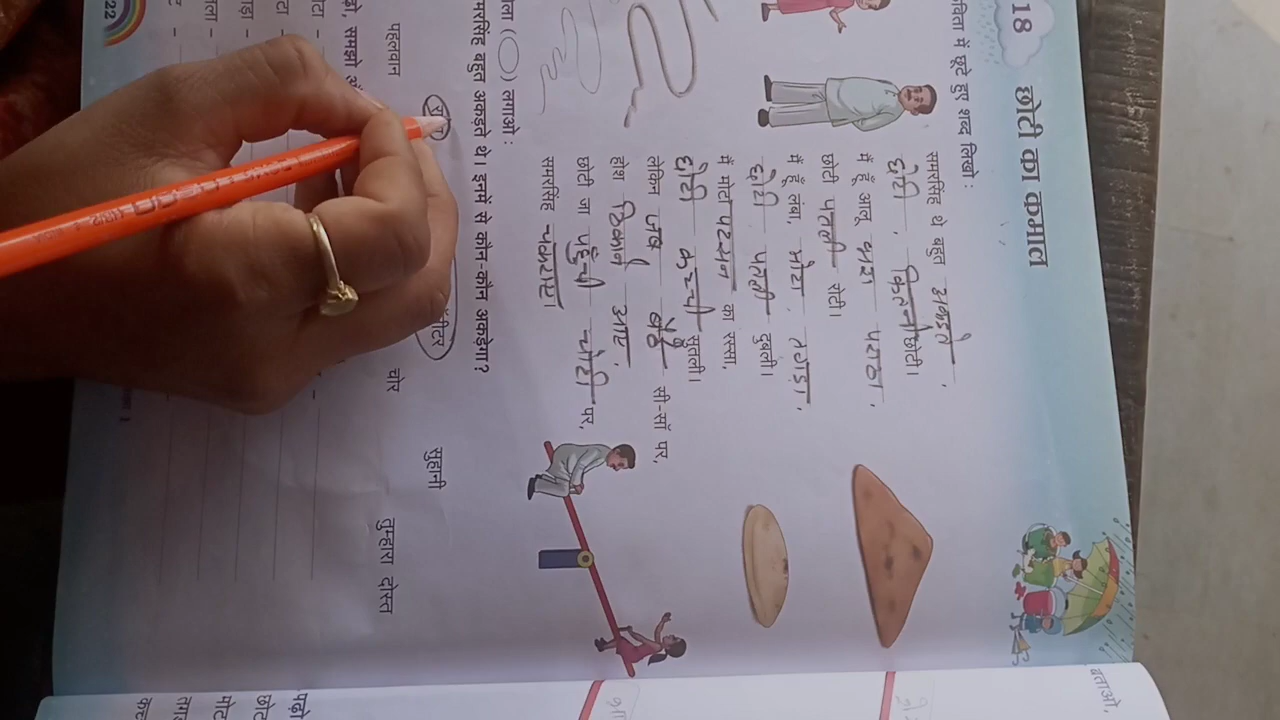 18
छोटी का कमाल
कविता में छूटे हुए शब्द लिखो :
समरसिंह थे बहुत अकड़ते,
छोटी, कितनी छोटी।
मैं हूँ आलू भरा पराठा,
छोटी पतली रोटी।
मैं हूँ लंबा, मोटा, तगड़ा,
छोटी पतली दुबली।
मैं मोटा पटसन का रस्सा,
छोटी कच्ची सुतली।
लेकिन जब बैठे सी-सॉ पर,
होश ठिकाने आए,
छोटी जा पहुँची चोटी पर,
समरसिंह चकराए।
लगाओ :
समरसिंह बहुत अकड़ते थे। इनमें से कौन-कौन अकड़ेगा?
पहलवान
चोर
सुहानी
तुम्हारा दोस्त
22
बताओ,
पढ़ो